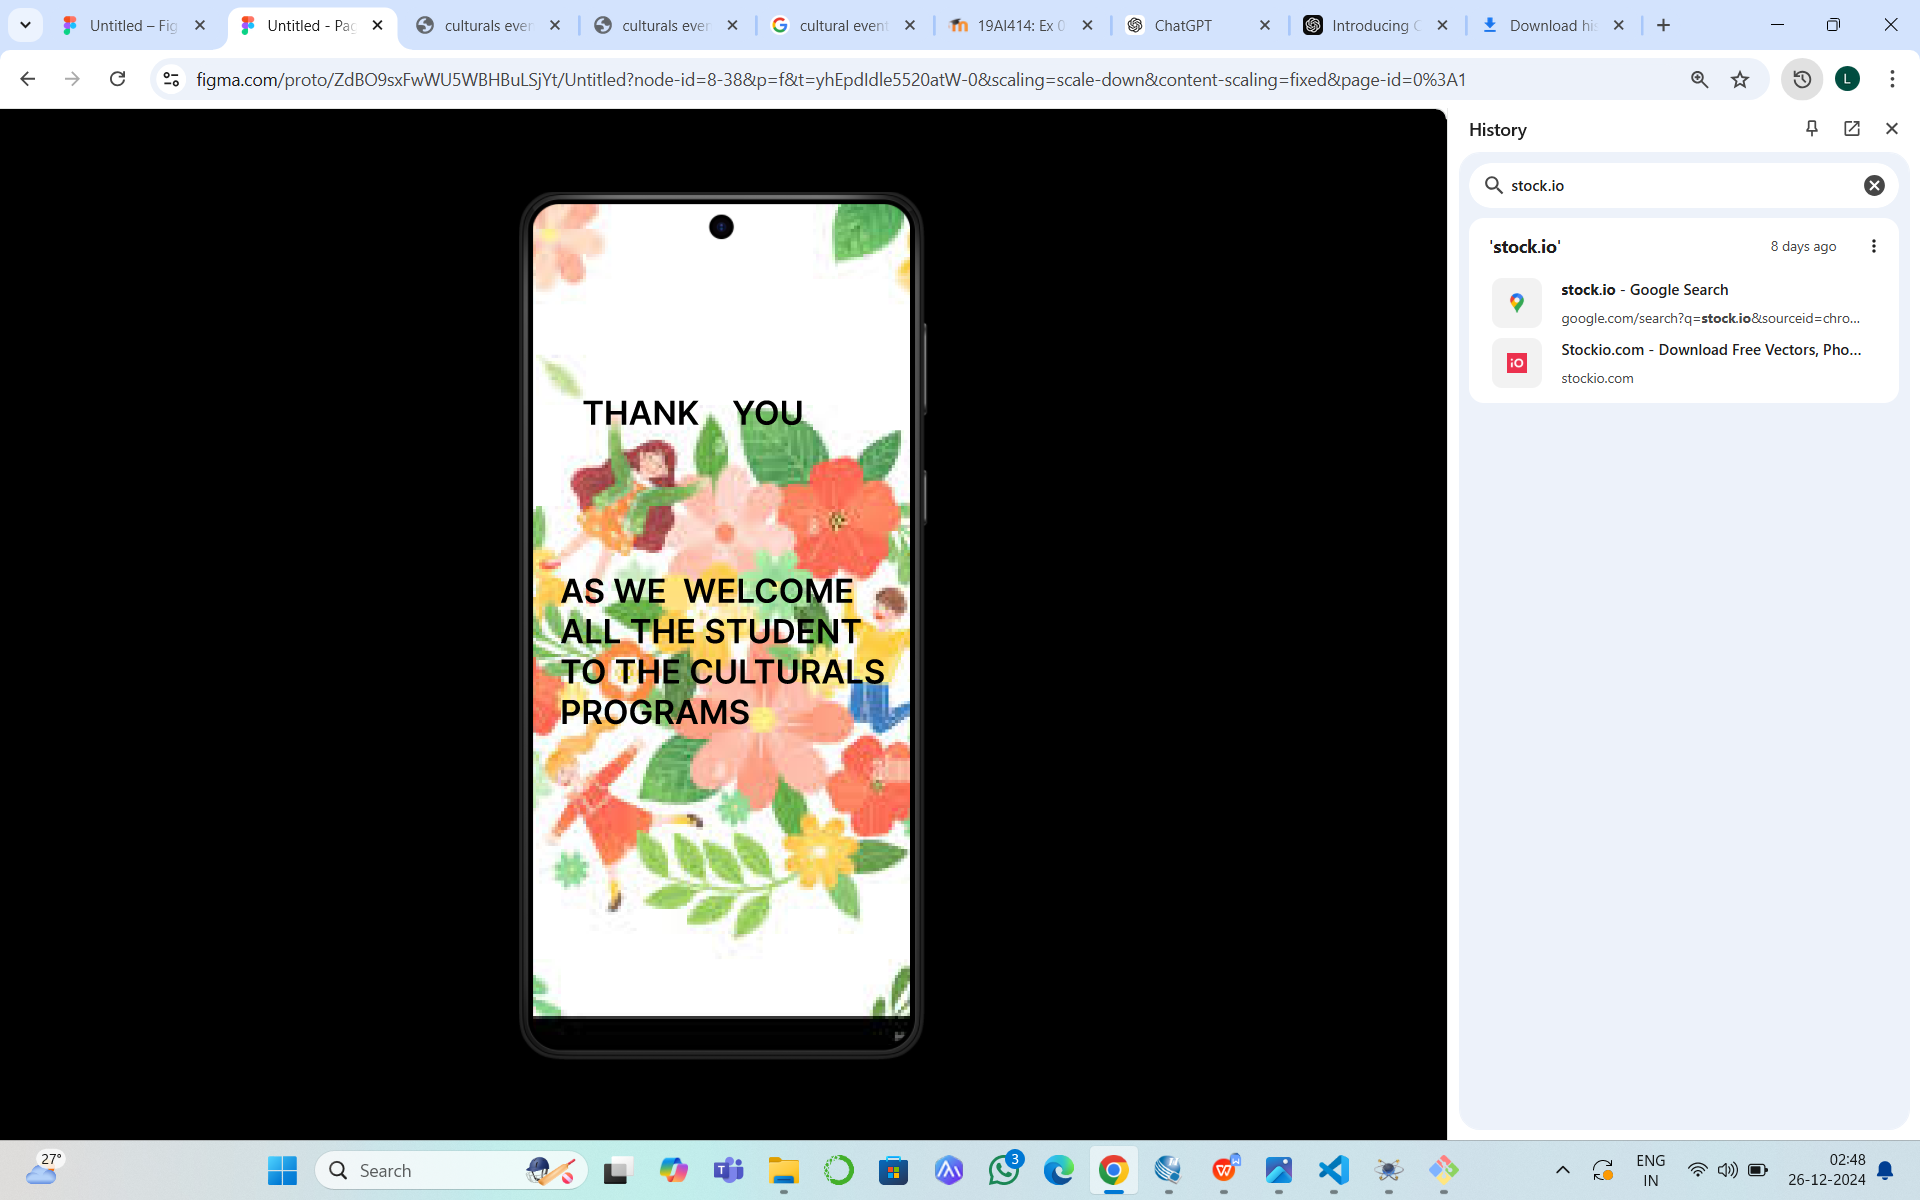 Untitled – Fig
Untitled - Pag
culturals even
culturals even
cultural event
19AI414: Ex 0
ChatGPT
Introducing C
Download his
figma.com/proto/ZdBO9sxFwWU5WBHBuLSjYt/Untitled?node-id=8-38&p=f&t=yhEpdIdle5520atW-0&scaling=scale-down&content-scaling=fixed&page-id=0%3A1
L
History
stock.io
'stock.io'
8 days ago
stock.io - Google Search
google.com/search?q=stock.io&sourceid=chro...
iO
Stockio.com - Download Free Vectors, Pho...
stockio.com
THANK YOU
AS WE WELCOME
ALL THE STUDENT
TO THE CULTURALS
PROGRAMS
27°
Search
3
ENG
IN
02:48
26-12-2024